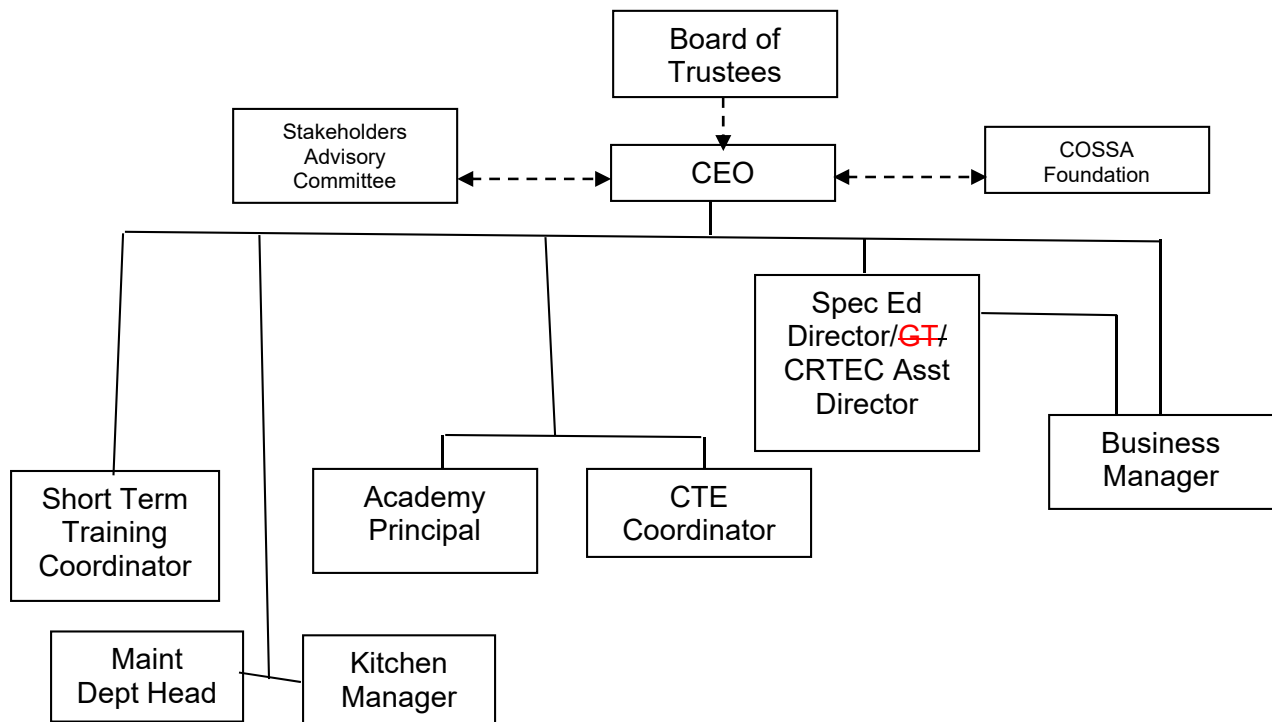 Board of
Trustees
Stakeholders
Advisory
Committee
CEO
COSSA
Foundation
Spec Ed
Director/GT/
CRTEC Asst
Director
Business
Manager
Short Term
Training
Coordinator
Academy
Principal
CTE
Coordinator
Maint
Dept Head
Kitchen
Manager